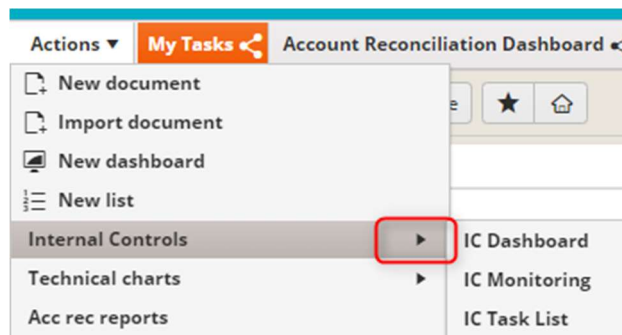 Actions ▼ My Tasks Account Reconciliation Dashboard
New document
Import document
New dashboard
New list
Internal Controls ▶ IC Dashboard
Technical charts ▶ IC Monitoring
Acc rec reports IC Task List